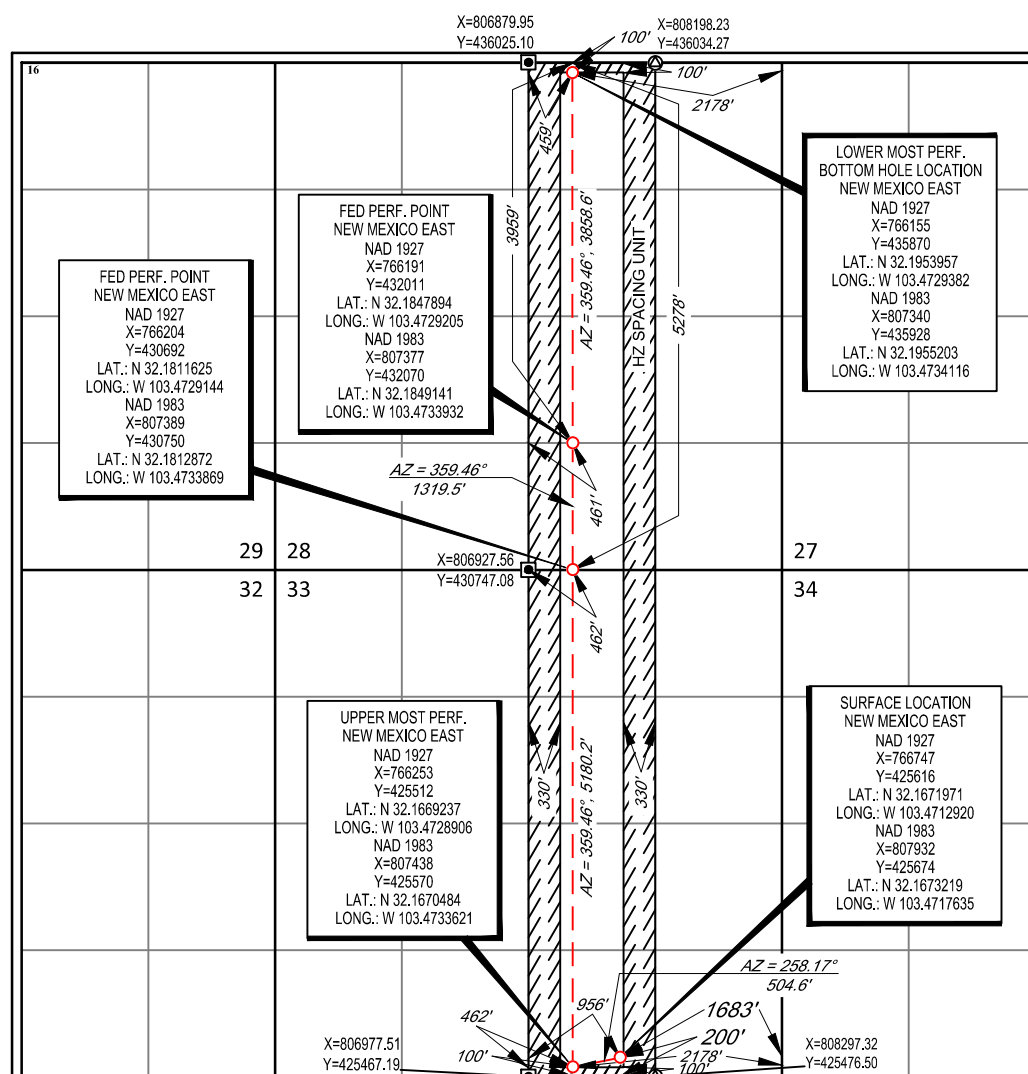 X=806879.95
Y=436025.10
X=808198.23
Y=436034.27
100'
16
100'
2178'
459'
LOWER MOST PERF.
BOTTOM HOLE LOCATION
NEW MEXICO EAST
NAD 1927
X=766155
Y=435870
LAT.: N 32.1953957
LONG.: W 103.4729382
NAD 1983
X=807340
Y=435928
LAT.: N 32.1955203
LONG.: W 103.4734116
FED PERF. POINT
NEW MEXICO EAST
NAD 1927
X=766191
Y=432011
LAT.: N 32.1847894
LONG.: W 103.4729205
NAD 1983
X=807377
Y=432070
LAT.: N 32.1849141
LONG.: W 103.4733932
3959'
AZ = 359.46°, 3858.6'
HZ SPACING UNIT
5278'
FED PERF. POINT
NEW MEXICO EAST
NAD 1927
X=766204
Y=430692
LAT.: N 32.1811625
LONG.: W 103.4729144
NAD 1983
X=807389
Y=430750
LAT.: N 32.1812872
LONG.: W 103.4733869
AZ = 359.46°
1319.5'
461'
29
28
27
X=806927.56
Y=430747.08
32
33
34
462'
UPPER MOST PERF.
NEW MEXICO EAST
NAD 1927
X=766253
Y=425512
LAT.: N 32.1669237
LONG.: W 103.4728906
NAD 1983
X=807438
Y=425570
LAT.: N 32.1670484
LONG.: W 103.4733621
330'
AZ = 359.46°, 5180.2'
330'
SURFACE LOCATION
NEW MEXICO EAST
NAD 1927
X=766747
Y=425616
LAT.: N 32.1671971
LONG.: W 103.4712920
NAD 1983
X=807932
Y=425674
LAT.: N 32.1673219
LONG.: W 103.4717635
AZ = 258.17°
504.6'
956'
1683'
462'
200'
X=806977.51
Y=425467.19
100'
2178'
100'
X=808297.32
Y=425476.50